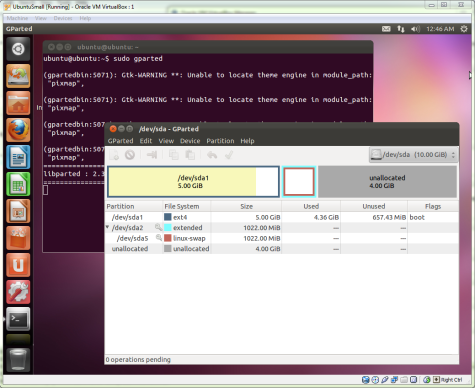 UbuntuSmall [Running] - Oracle VM VirtualBox : 1
Machine View Devices Help
GParted 12:46 AM
ubuntu@ubuntu: ~
ubuntu@ubuntu:~$ sudo gparted
(gpartedbin:5071): Gtk-WARNING **: Unable to locate theme engine in module_path:
"pixmap",
(gpartedbin:5071): Gtk-WARNING **: Unable to locate theme engine in module_path:
"pixmap",
(gpartedbin:5071)
"pixmap",
(gpartedbin:5071)
"pixmap",
======
libparted : 2.3
======
/dev/sda - GParted
GParted Edit View Device Partition Help
/dev/sda (10.00 GiB)
/dev/sda1
5.00 GiB
unallocated
4.00 GiB
Partition File System Size Used Unused Flags
/dev/sda1 ext4 5.00 GiB 4.36 GiB 657.43 MiB boot
/dev/sda2 extended 1022.00 MiB --- ---
/dev/sda5 linux-swap 1022.00 MiB --- ---
unallocated unallocated 4.00 GiB --- ---
0 operations pending
Right Ctrl